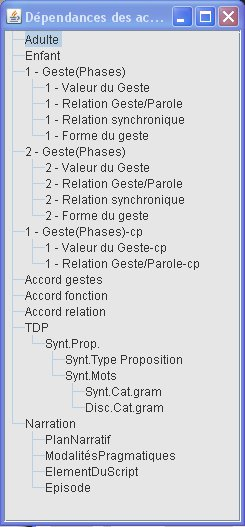 Dépendances des ac...
Adulte
Enfant
1 - Geste(Phases)
1 - Valeur du Geste
1 - Relation Geste/Parole
1 - Relation synchronique
1 - Forme du geste
2 - Geste(Phases)
2 - Valeur du Geste
2 - Relation Geste/Parole
2 - Relation synchronique
2 - Forme du geste
1 - Geste(Phases)-cp
1 - Valeur du Geste-cp
1 - Relation Geste/Parole-cp
Accord gestes
Accord fonction
Accord relation
TDP
Synt.Prop.
Synt.Type Proposition
Synt.Mots
Synt.Cat.gram
Disc.Cat.gram
Narration
PlanNarratif
ModalitésPragmatiques
ElementDuScript
Episode